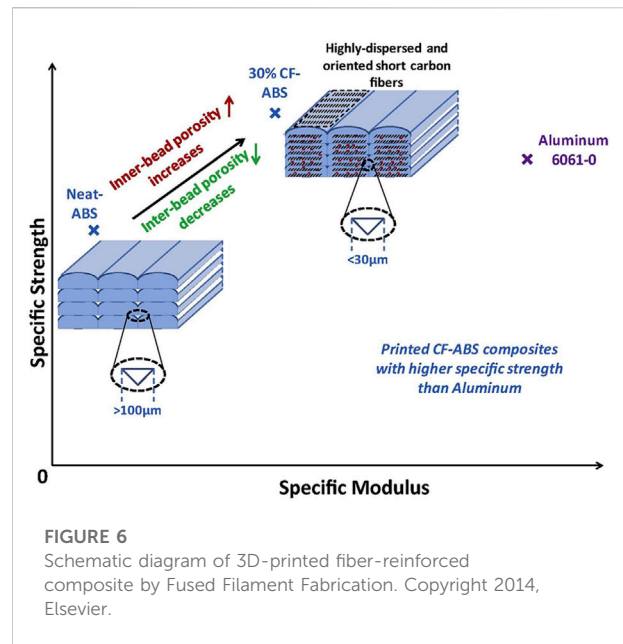 Highly-dispersed and
oriented short carbon
fibers
30% CF-
ABS
Inner-bead porosity
increases
Inter-bead porosity
decreases
Aluminum
6061-0
Neat-
ABS
<30μm
>100μm
Printed CF-ABS composites
with higher specific strength
than Aluminum
Specific Strength
0
Specific Modulus
FIGURE 6
Schematic diagram of 3D-printed fiber-reinforced
composite by Fused Filament Fabrication. Copyright 2014,
Elsevier.